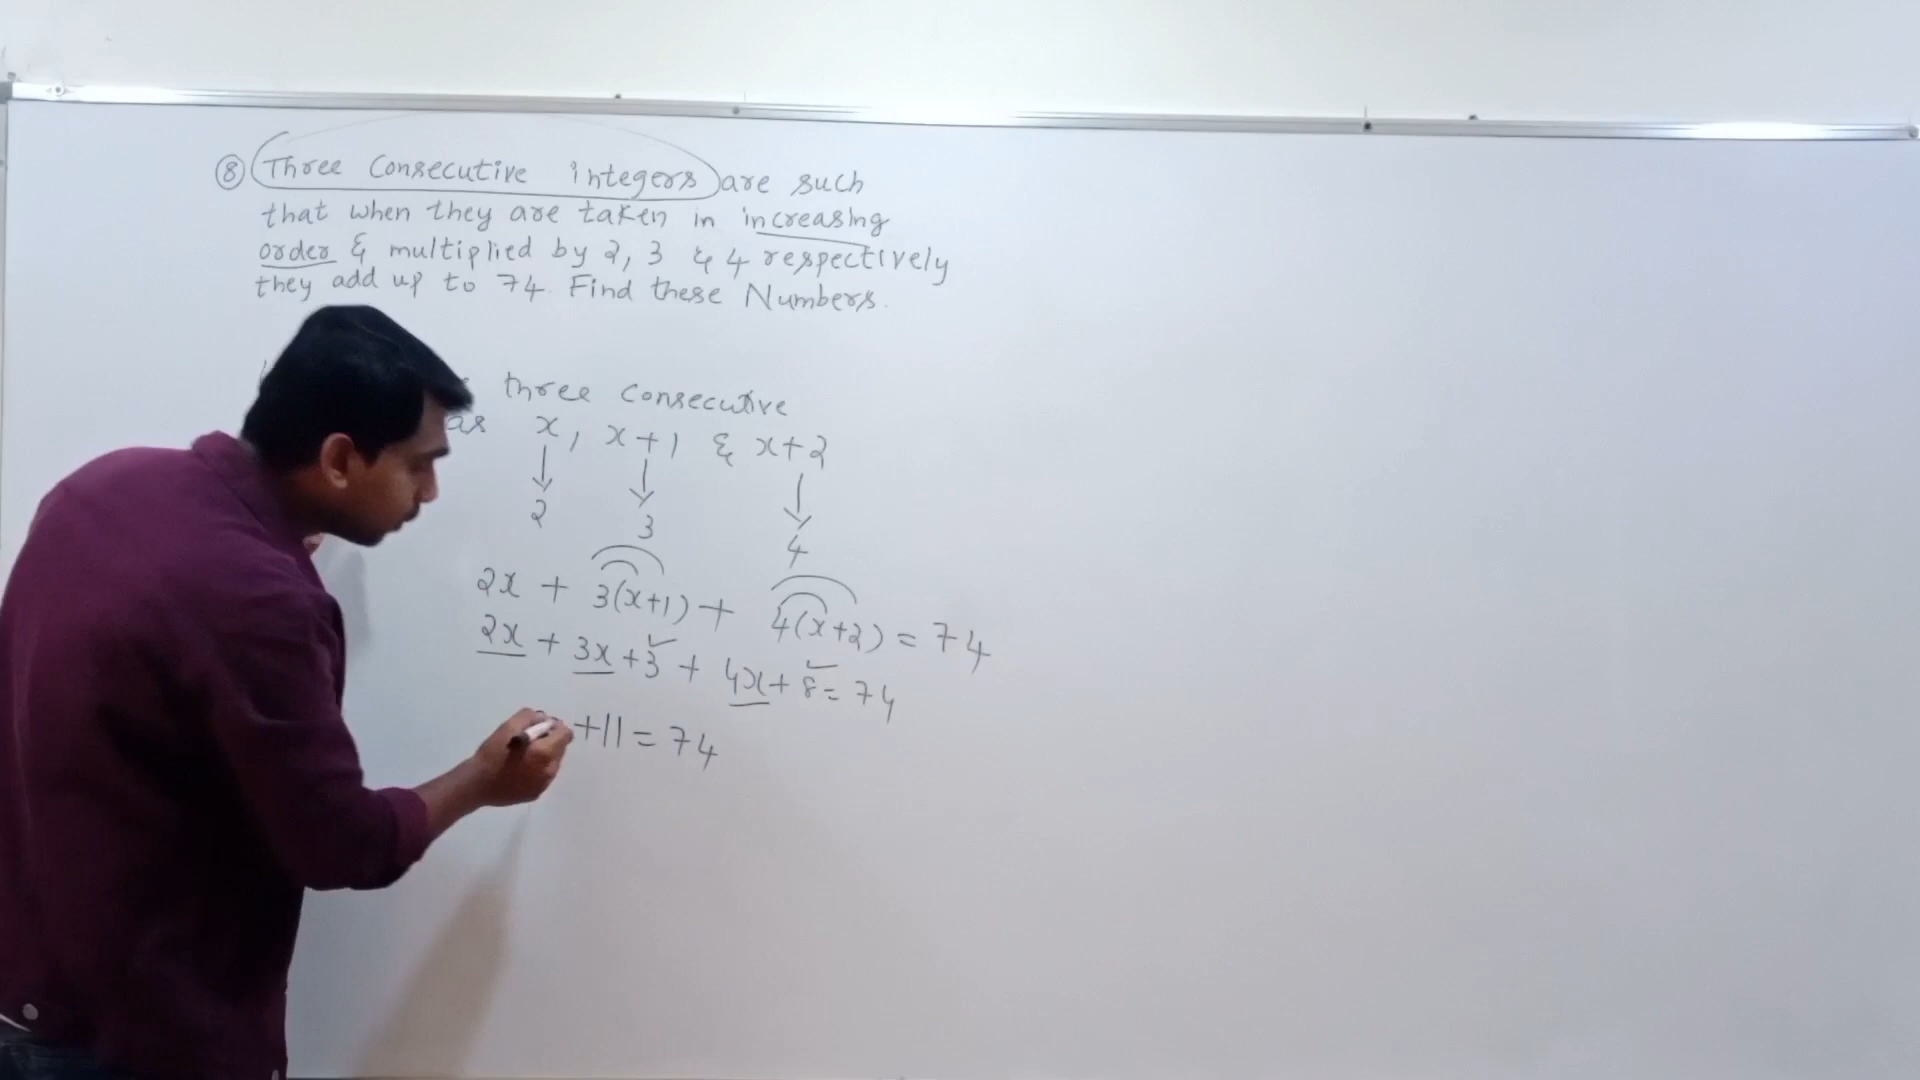 ⑧ Three Consecutive integers are such
that when they are taken in increasing
order & multiplied by 2, 3 & 4 respectively
they add up to 74. Find these Numbers.
three consecutive
as x, x+1 & x+2
2 3 4
2x + 3(x+1) + 4(x+2) = 74
2x + 3x + 3 + 4x + 8 = 74
+11 = 74